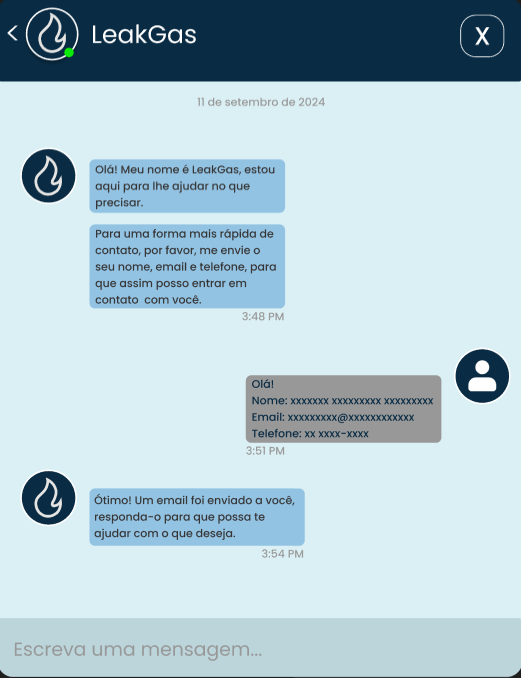 < LeakGas X
11 de setembro de 2024
Olá! Meu nome é LeakGas, estou
aqui para lhe ajudar no que
precisar.
Para uma forma mais rápida de
contato, por favor, me envie o
seu nome, email e telefone, para
que assim posso entrar em
contato com você.
3:48 PM
Olá!
Nome: xxxxxxx xxxxxxxxx xxxxxxxxx
Email: xxxxxxxxx@xxxxxxxxxxxx
Telefone: xx xxxx-xxxx
3:51 PM
Ótimo! Um email foi enviado a você,
responda-o para que possa te
ajudar com o que deseja.
3:54 PM
Escreva uma mensagem...